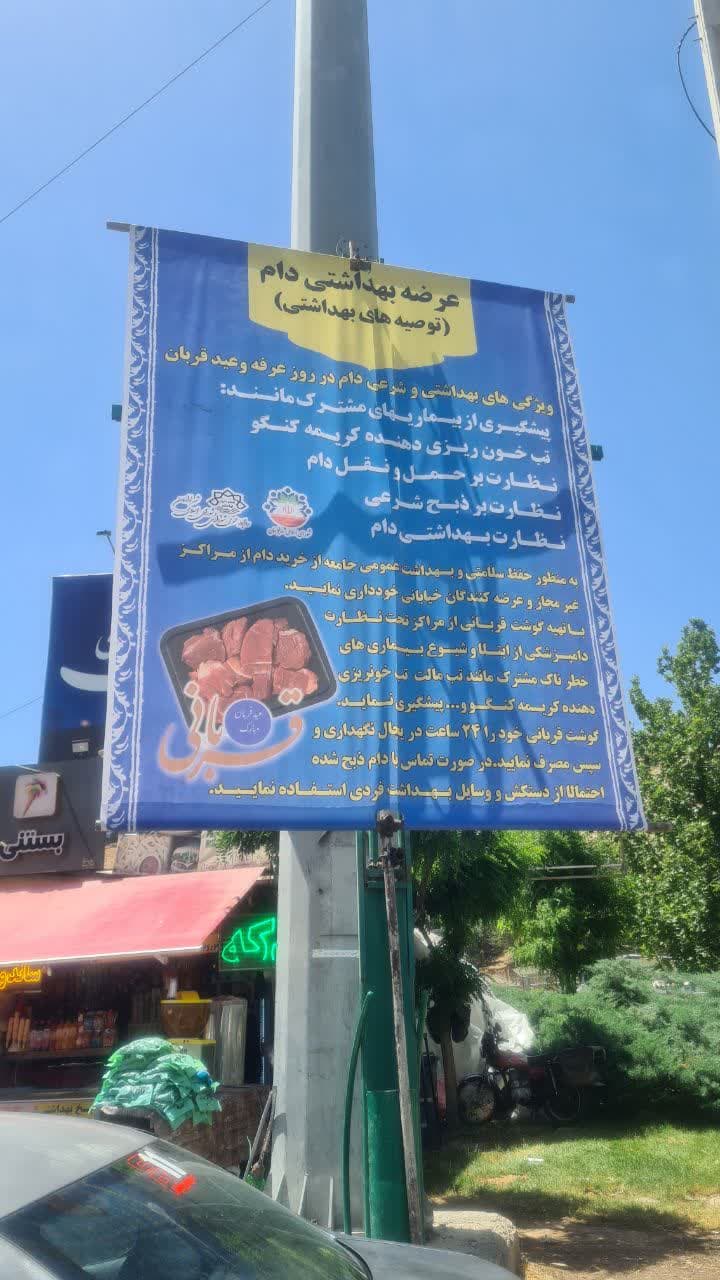 عرضه بهداشتی دام
(توصیه های بهداشتی)
ویژگی های بهداشتی و شرعی دام در روز عرفه وعید قربان
پیشگیری از بیماریهای مشترک مانند:
تب خون ریزی دهنده کریمه کنگو
نظارت بر حمل و نقل دام
نظارت بر ذبح شرعی
نظارت بهداشتی دام
به منظور حفظ سلامتی و بهداشت عمومی جامعه از خرید دام از مراکز
غیر مجاز و عرضه کنندگان خیابانی خودداری نمایید.
با تهیه گوشت قربانی از مراکز تحت نظارت
دامپزشکی از ابتلا و شیوع بیماری های
خطر ناک مشترک مانند تب مالت تب خونریزی
دهنده کریمه کنگو و... پیشگیری نماید.
گوشت قربانی خود را ۲۴ ساعت در یخچال نگهداری و
سپس مصرف نمایید.در صورت تماس با دام ذبح شده
احتمالا از دستکش و وسایل بهداشت فردی استفاده نمایید.
عید قربان
مبارک
قربانی
بستنی